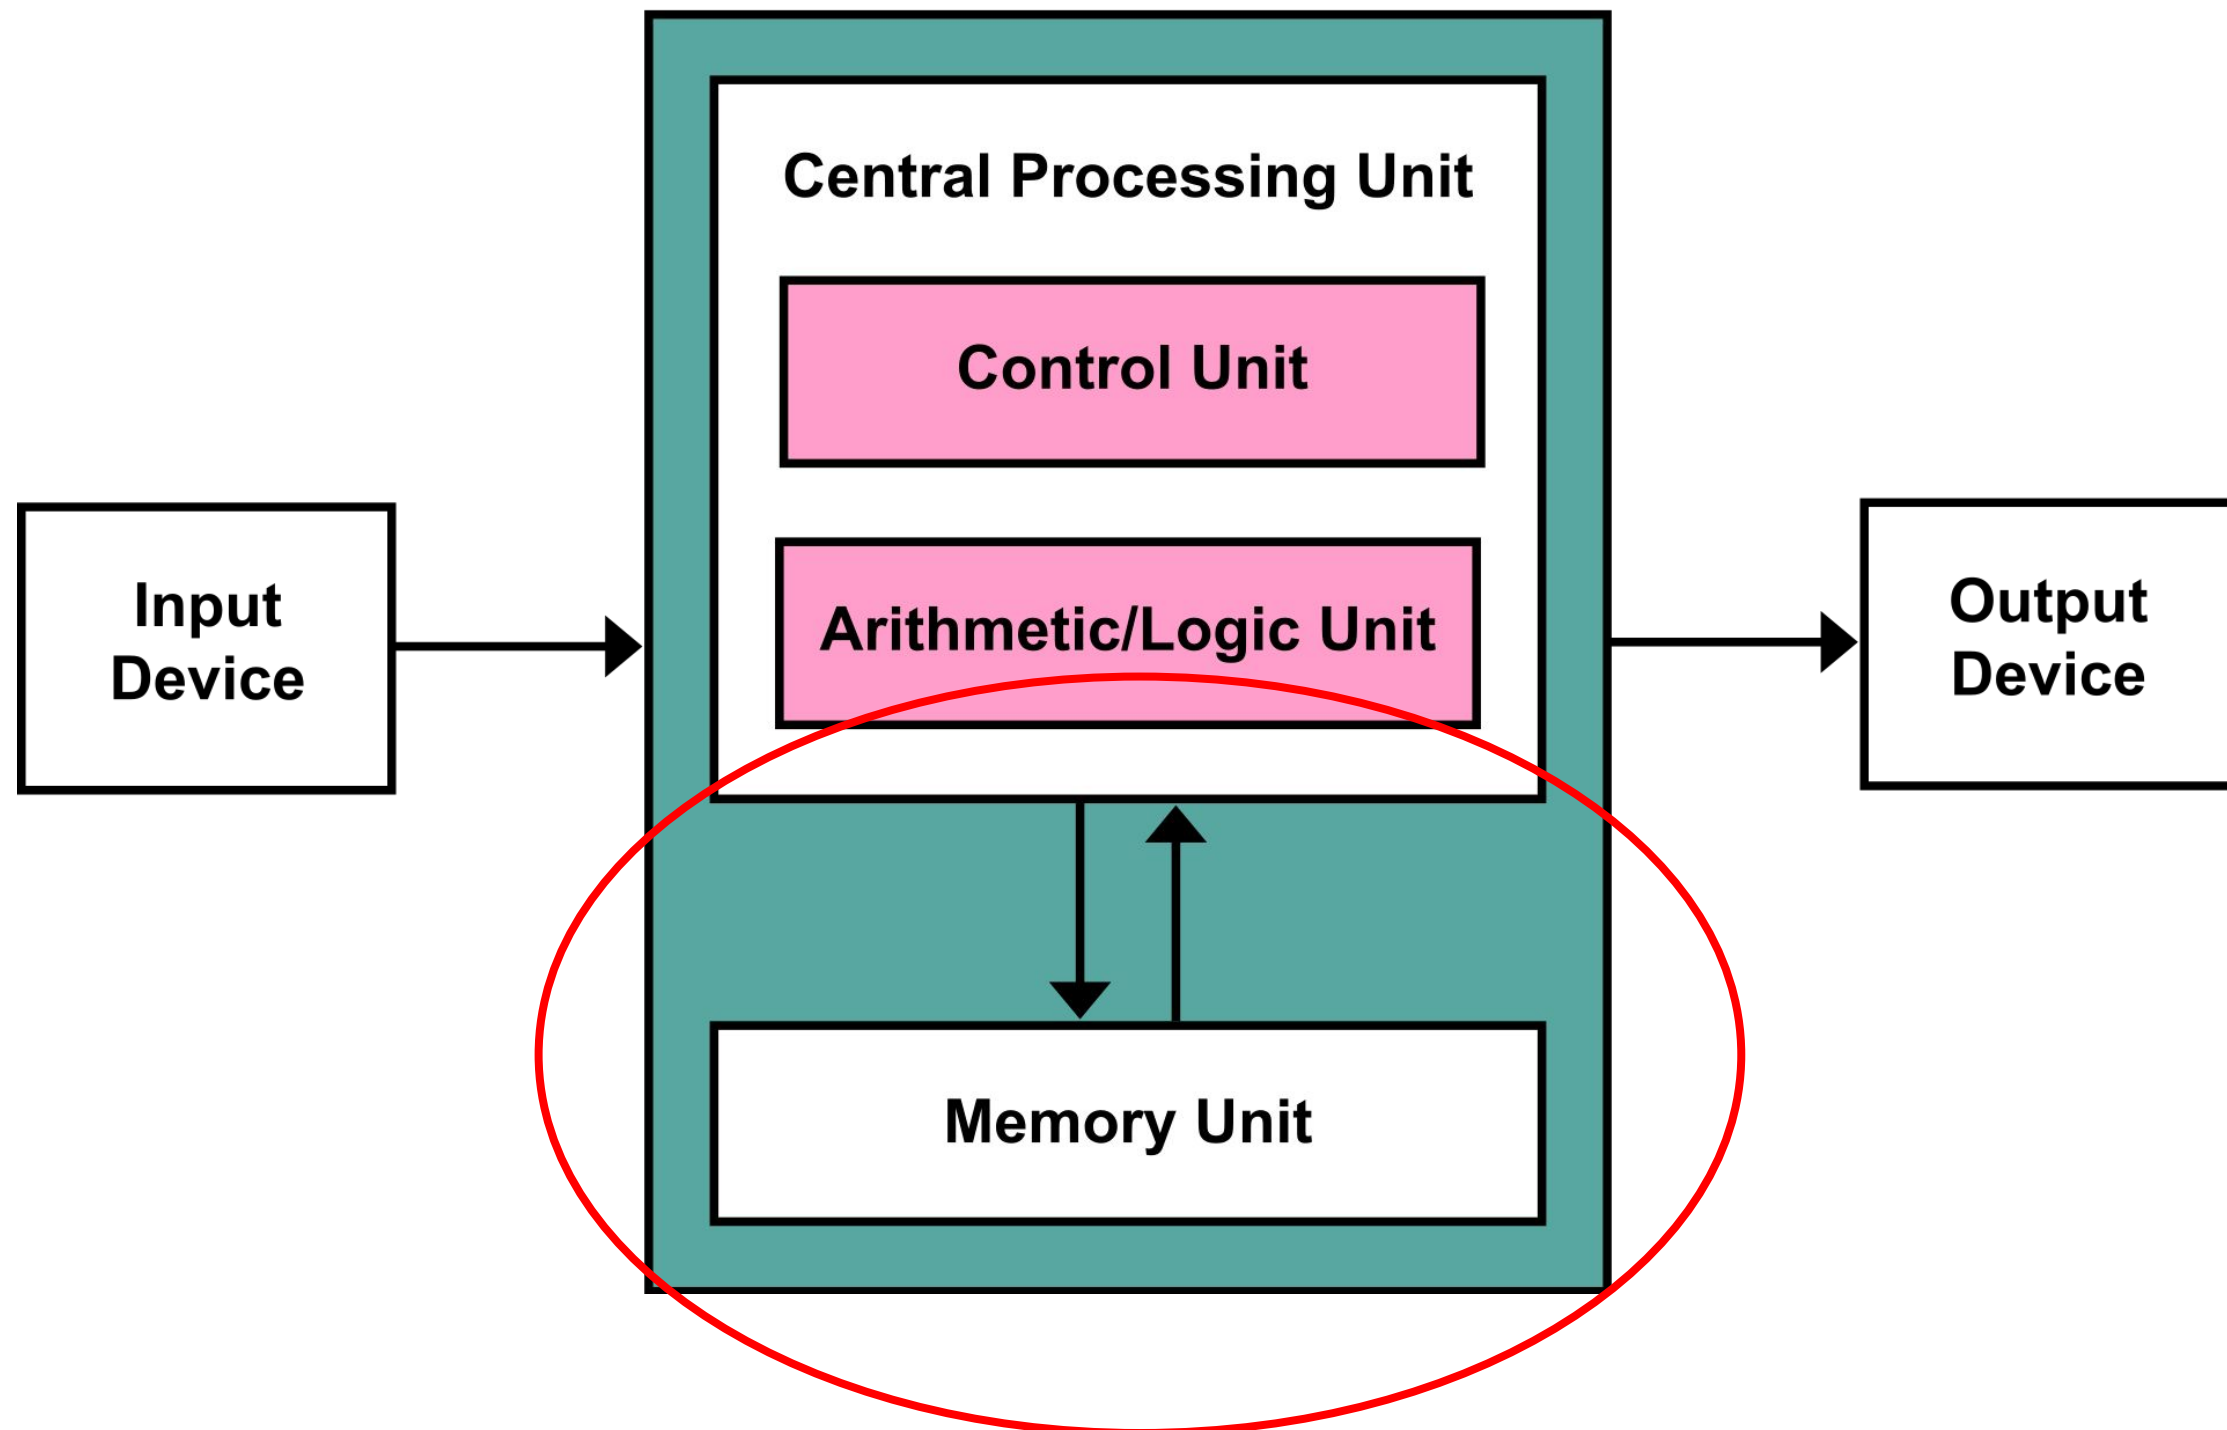 Central Processing Unit
Control Unit
Arithmetic/Logic Unit
Input
Device
Output
Device
Memory Unit